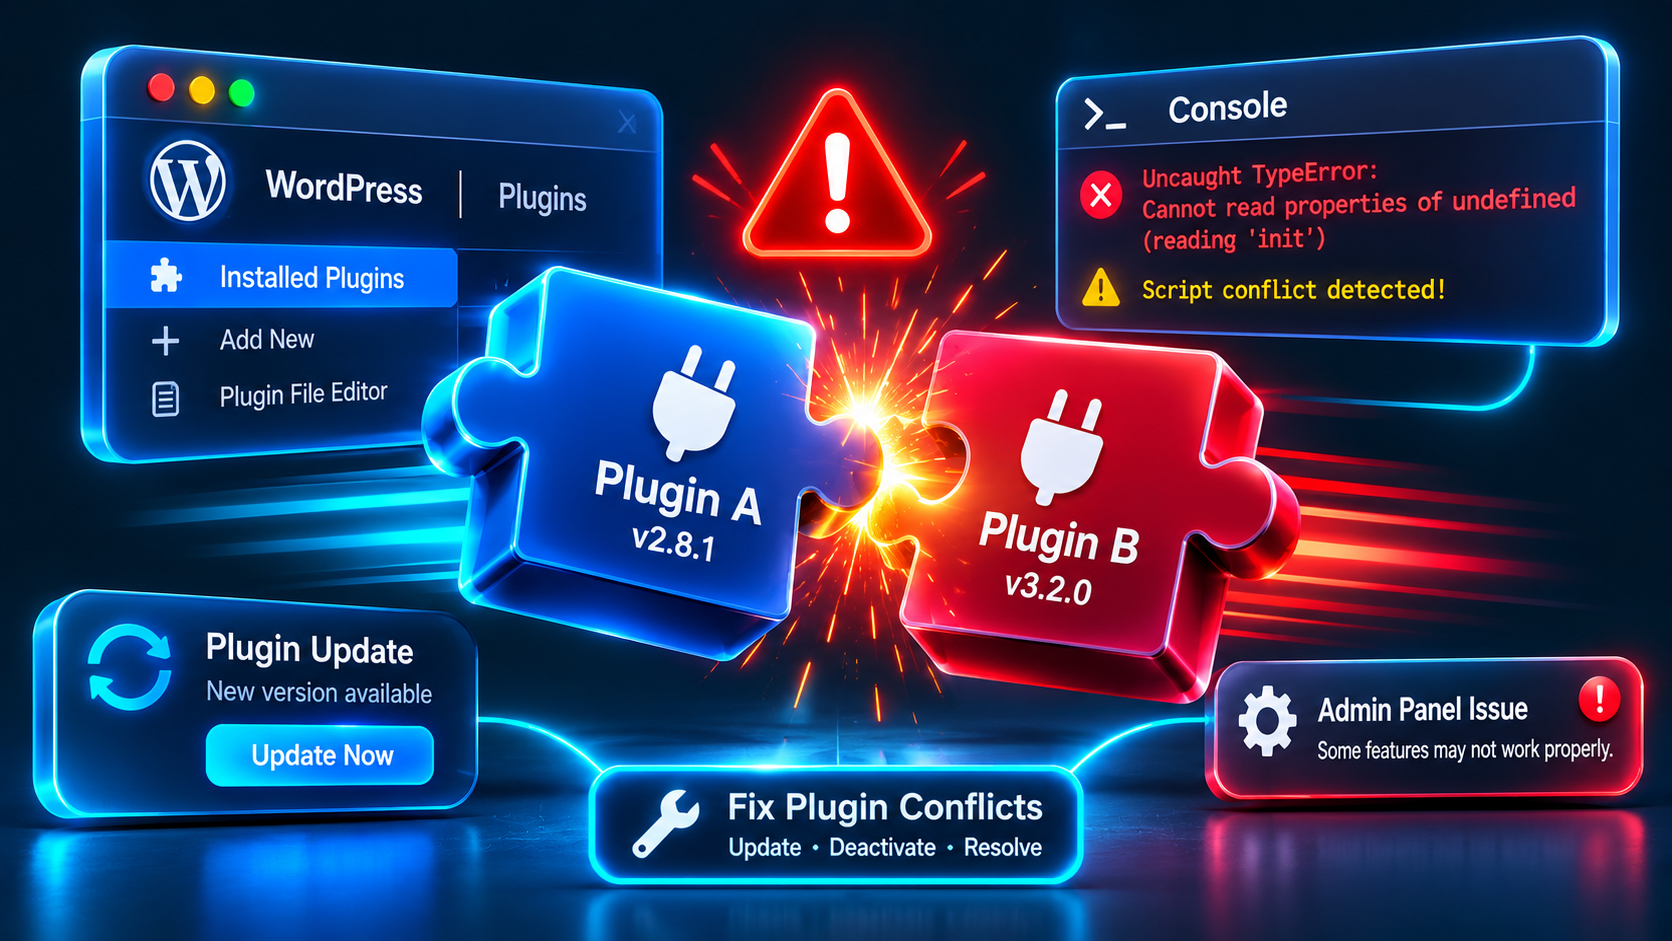 WordPress | Plugins
Installed Plugins
Add New
Plugin File Editor
Console
Uncaught TypeError:
Cannot read properties of undefined
(reading 'init')
Script conflict detected!
Plugin A
v2.8.1
Plugin B
v3.2.0
Plugin Update
New version available
Update Now
Admin Panel Issue
Some features may not work properly.
Fix Plugin Conflicts
Update • Deactivate • Resolve